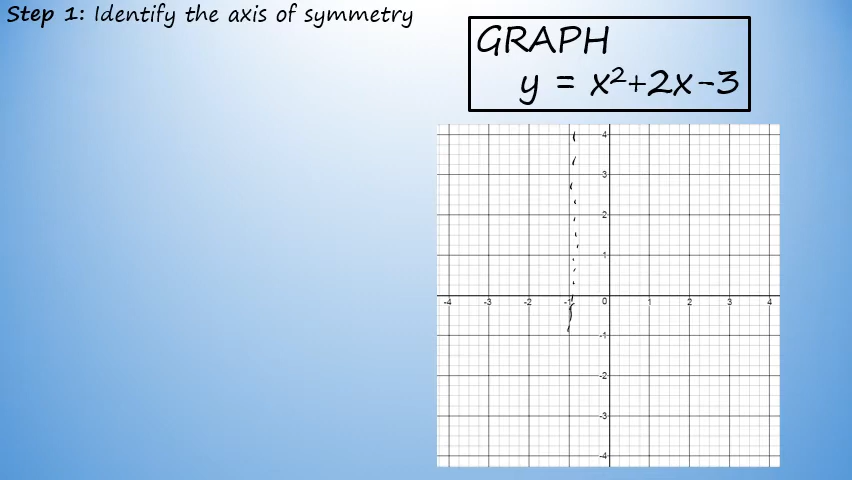 Step 1: Identify the axis of symmetry
GRAPH
y = x²+2x-3
4
3
2
1
-4 -3 -2 -1 0 1 2 3 4
-1
-2
-3
-4